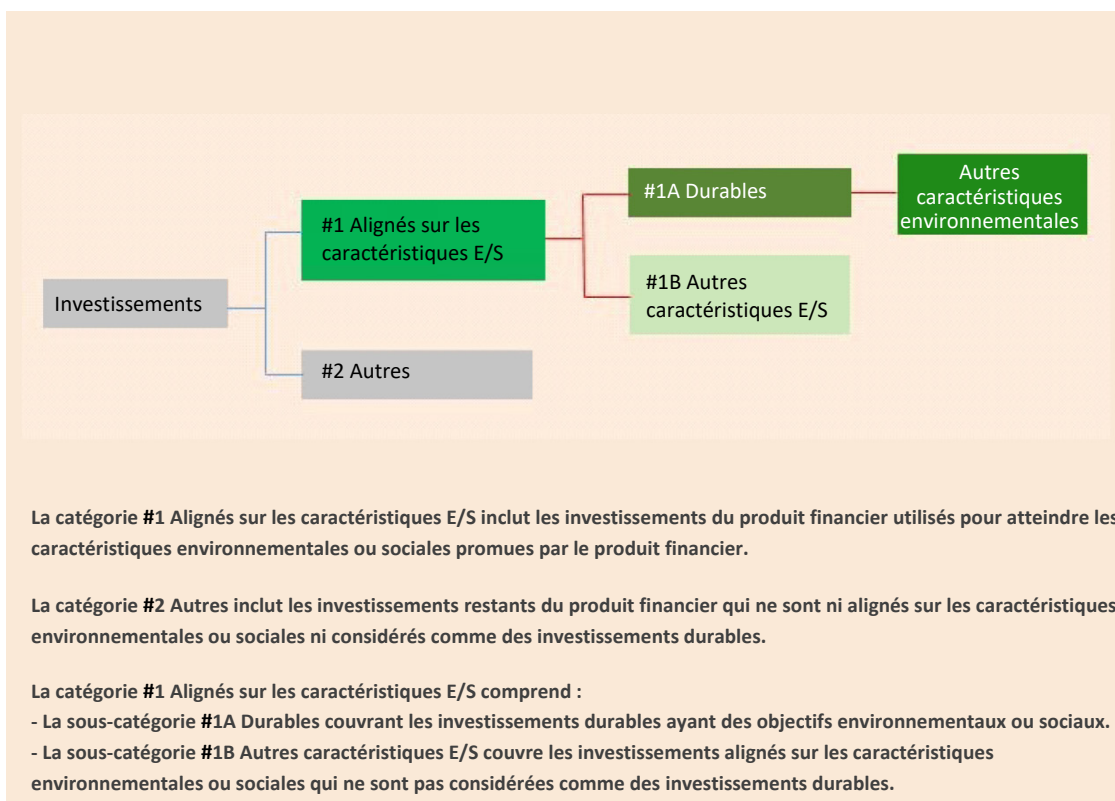 Autres
caractéristiques
environnementales
#1A Durables
#1 Alignés sur les
caractéristiques E/S
#1B Autres
caractéristiques E/S
Investissements
#2 Autres
La catégorie #1 Alignés sur les caractéristiques E/S inclut les investissements du produit financier utilisés pour atteindre les
caractéristiques environnementales ou sociales promues par le produit financier.
La catégorie #2 Autres inclut les investissements restants du produit financier qui ne sont ni alignés sur les caractéristiques
environnementales ou sociales ni considérés comme des investissements durables.
La catégorie #1 Alignés sur les caractéristiques E/S comprend :
- La sous-catégorie #1A Durables couvrant les investissements durables ayant des objectifs environnementaux ou sociaux.
- La sous-catégorie #1B Autres caractéristiques E/S couvre les investissements alignés sur les caractéristiques
environnementales ou sociales qui ne sont pas considérées comme des investissements durables.